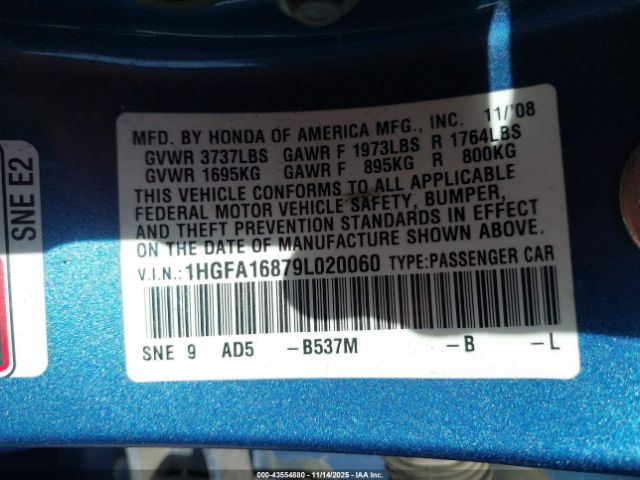 MFD. BY HONDA OF AMERICA MFG., INC. 11/'08
GVWR 3737LBS GAWR F 1973LBS R 1764LBS
GVWR 1695KG GAWR F 895KG R 800KG
THIS VEHICLE CONFORMS TO ALL APPLICABLE
FEDERAL MOTOR VEHICLE SAFETY, BUMPER,
AND THEFT PREVENTION STANDARDS IN EFFECT
ON THE DATE OF MANUFACTURE SHOWN ABOVE.
V.I.N.: 1HGFA16879L020060 TYPE:PASSENGER CAR
SNE 9 AD5 -B537M -B -L
SNE E2
000-43554880 - 11/14/2025 - IAAI, INC.